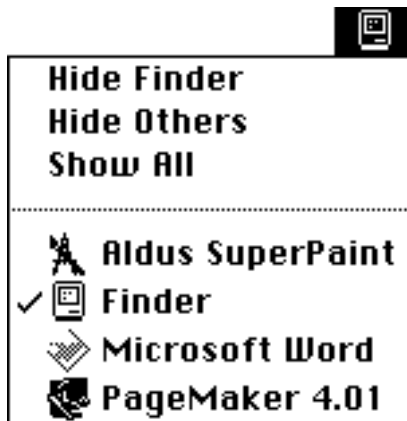 Hide Finder
Hide Others
Show All
Aldus SuperPaint
Finder
Microsoft Word
PageMaker 4.01